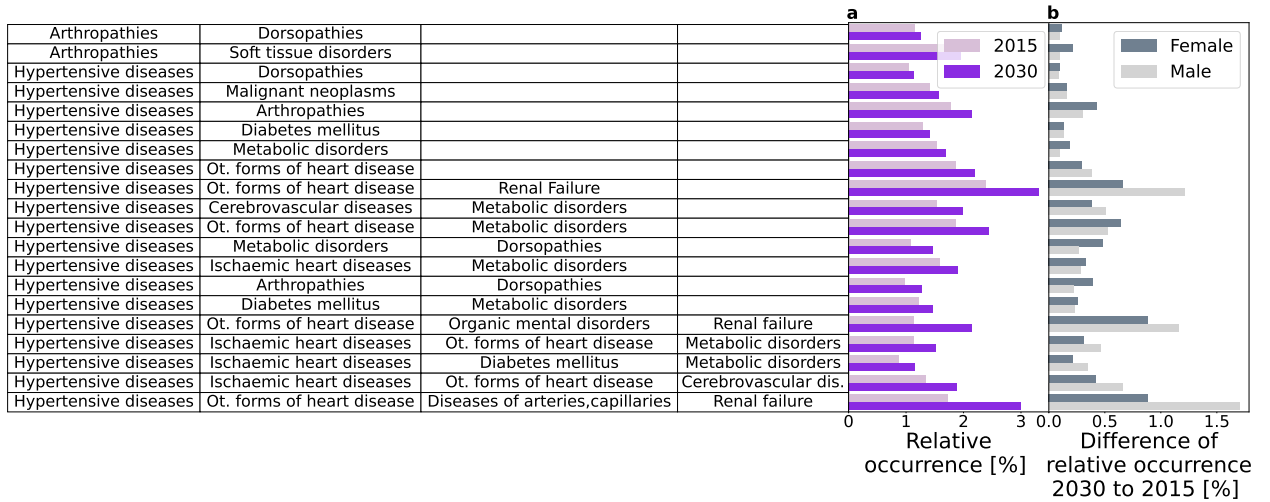 a b
Arthropathies Dorsopathies
Arthropathies Soft tissue disorders
Hypertensive diseases Dorsopathies
Hypertensive diseases Malignant neoplasms
Hypertensive diseases Arthropathies
Hypertensive diseases Diabetes mellitus
Hypertensive diseases Metabolic disorders
Hypertensive diseases Ot. forms of heart disease
Hypertensive diseases Ot. forms of heart disease Renal Failure
Hypertensive diseases Cerebrovascular diseases Metabolic disorders
Hypertensive diseases Ot. forms of heart disease Metabolic disorders
Hypertensive diseases Metabolic disorders Dorsopathies
Hypertensive diseases Ischaemic heart diseases Metabolic disorders
Hypertensive diseases Arthropathies Dorsopathies
Hypertensive diseases Diabetes mellitus Metabolic disorders
Hypertensive diseases Ot. forms of heart disease Organic mental disorders Renal failure
Hypertensive diseases Ischaemic heart diseases Ot. forms of heart disease Metabolic disorders
Hypertensive diseases Ischaemic heart diseases Diabetes mellitus Metabolic disorders
Hypertensive diseases Ischaemic heart diseases Ot. forms of heart disease Cerebrovascular dis.
Hypertensive diseases Ot. forms of heart disease Diseases of arteries,capillaries Renal failure
2015
2030
Female
Male
0 1 2 3
Relative
occurrence [%]
0.0 0.5 1.0 1.5
Difference of
relative occurrence
2030 to 2015 [%]